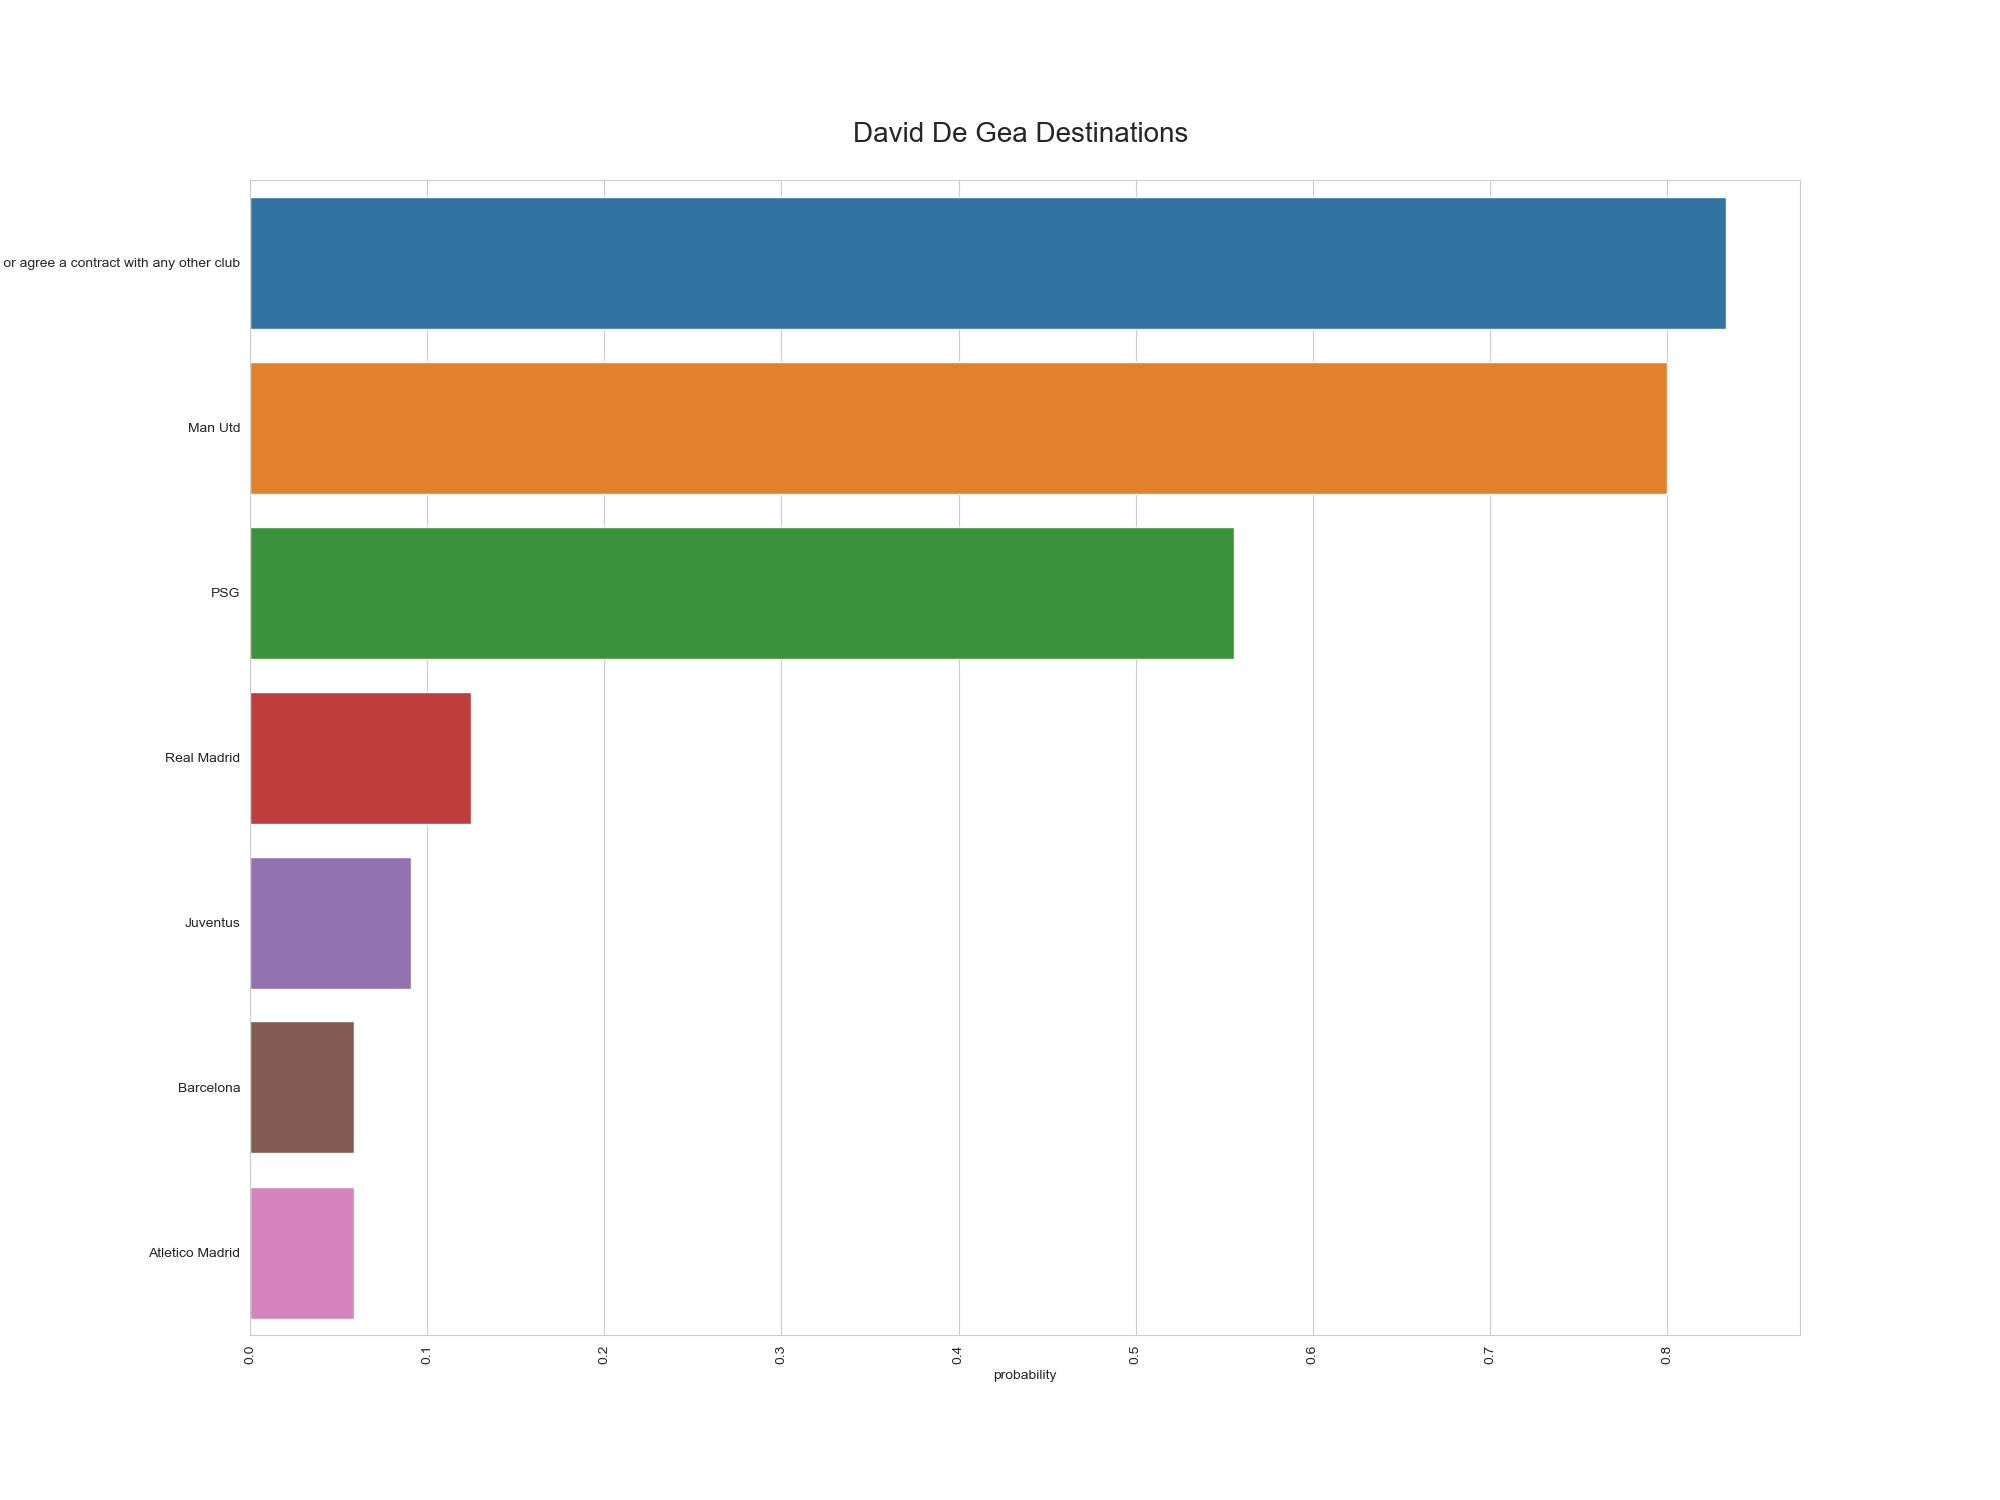 David De Gea Destinations
or agree a contract with any other club
Man Utd
PSG
Real Madrid
Juventus
Barcelona
Atletico Madrid
0.0 0.1 0.2 0.3 0.4 0.5 0.6 0.7 0.8
probability